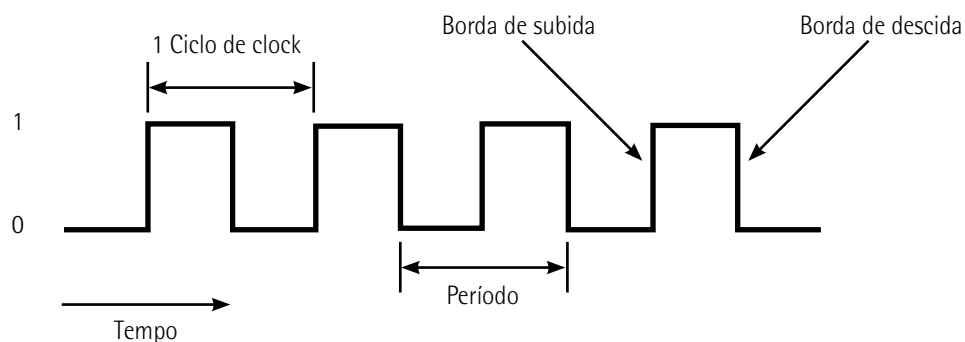 Borda de subida
Borda de descida
1 Ciclo de clock
1
0
Período
Tempo